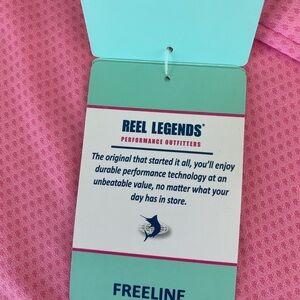 REEL LEGENDS®
PERFORMANCE OUTFITTERS
The original that started it all, you'll enjoy
durable performance technology at an
unbeatable value, no matter what your
day has in store.
FREELINE